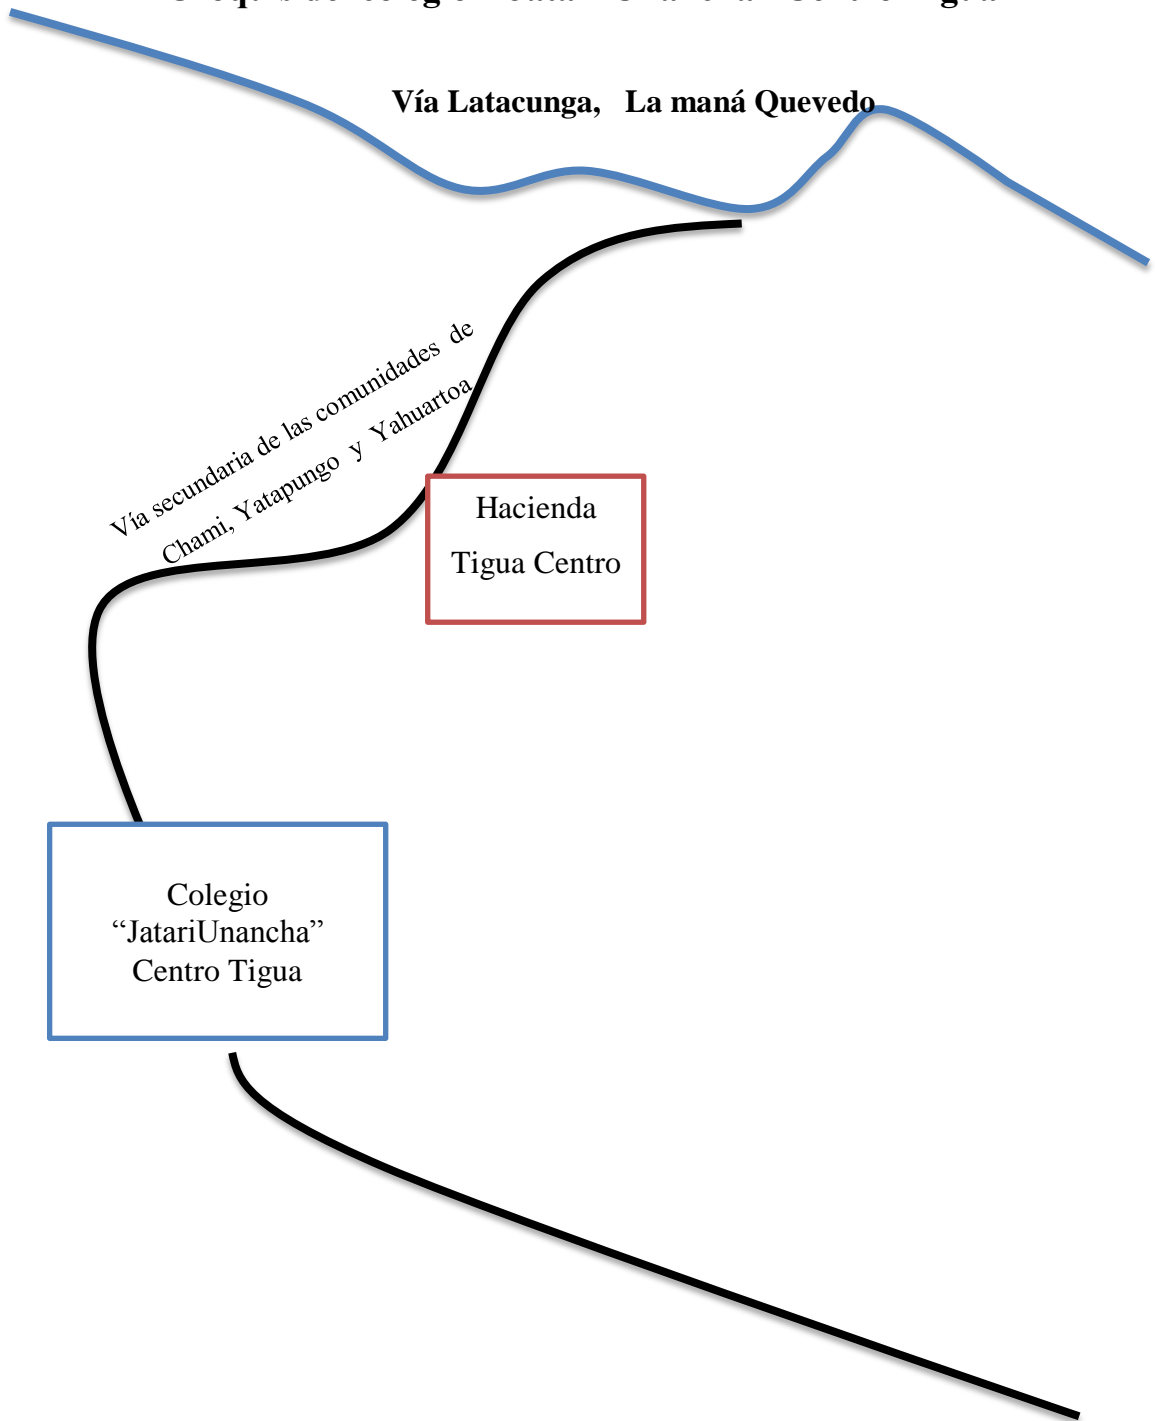 Vía Latacunga, La maná Quevedo
Vía secundaria de las comunidades de
Chami, Yatapungo y Yahuartoa
Hacienda
Tigua Centro
Colegio
“JatariUnancha”
Centro Tigua